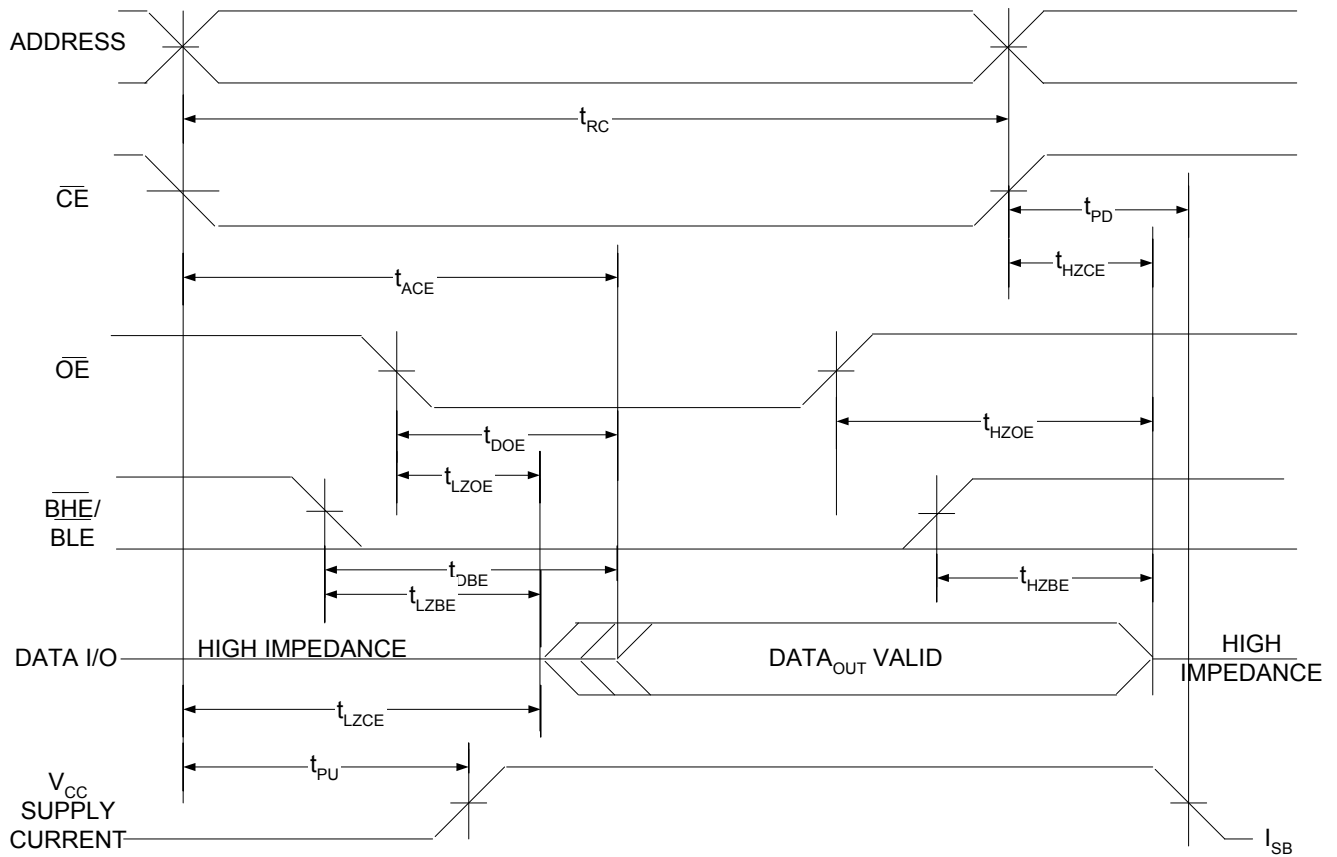 ADDRESS
tRC
CE
tPD
tHZCE
tACE
OE
tHZOE
tDOE
tLZOE
BHE/
BLE
tDBE
tHZBE
tLZBE
DATA I/O
HIGH IMPEDANCE
DATAOUT VALID
HIGH
IMPEDANCE
tLZCE
tPU
VCC
SUPPLY
CURRENT
ISB